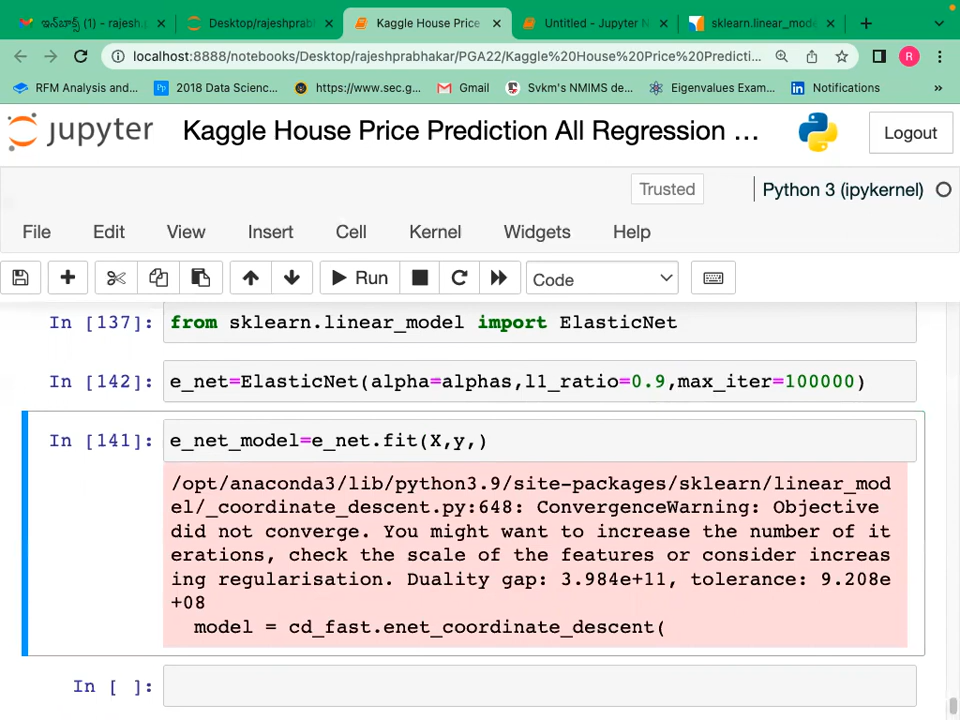 ఇన్‌బాక్స్ (1) - rajesh.p
Desktop/rajeshprabl
Kaggle House Price
Untitled - Jupyter N
sklearn.linear_mode
localhost:8888/notebooks/Desktop/rajeshprabhakar/PGA22/Kaggle%20House%20Price%20Predicti...
R
RFM Analysis and...
2018 Data Scienc...
https://www.sec.g...
Gmail
Svkm's NMIMS de...
Eigenvalues Exam...
Notifications
»
jupyter
Kaggle House Price Prediction All Regression ...
Logout
Trusted
Python 3 (ipykernel)
File Edit View Insert Cell Kernel Widgets Help
Run
Code
In [137]: from sklearn.linear_model import ElasticNet
In [142]: e_net=ElasticNet(alpha=alphas,l1_ratio=0.9,max_iter=100000)
In [141]: e_net_model=e_net.fit(X,y,)
/opt/anaconda3/lib/python3.9/site-packages/sklearn/linear_mod
el/_coordinate_descent.py:648: ConvergenceWarning: Objective
did not converge. You might want to increase the number of it
erations, check the scale of the features or consider increas
ing regularisation. Duality gap: 3.984e+11, tolerance: 9.208e
+08
model = cd_fast.enet_coordinate_descent(
In [ ]: